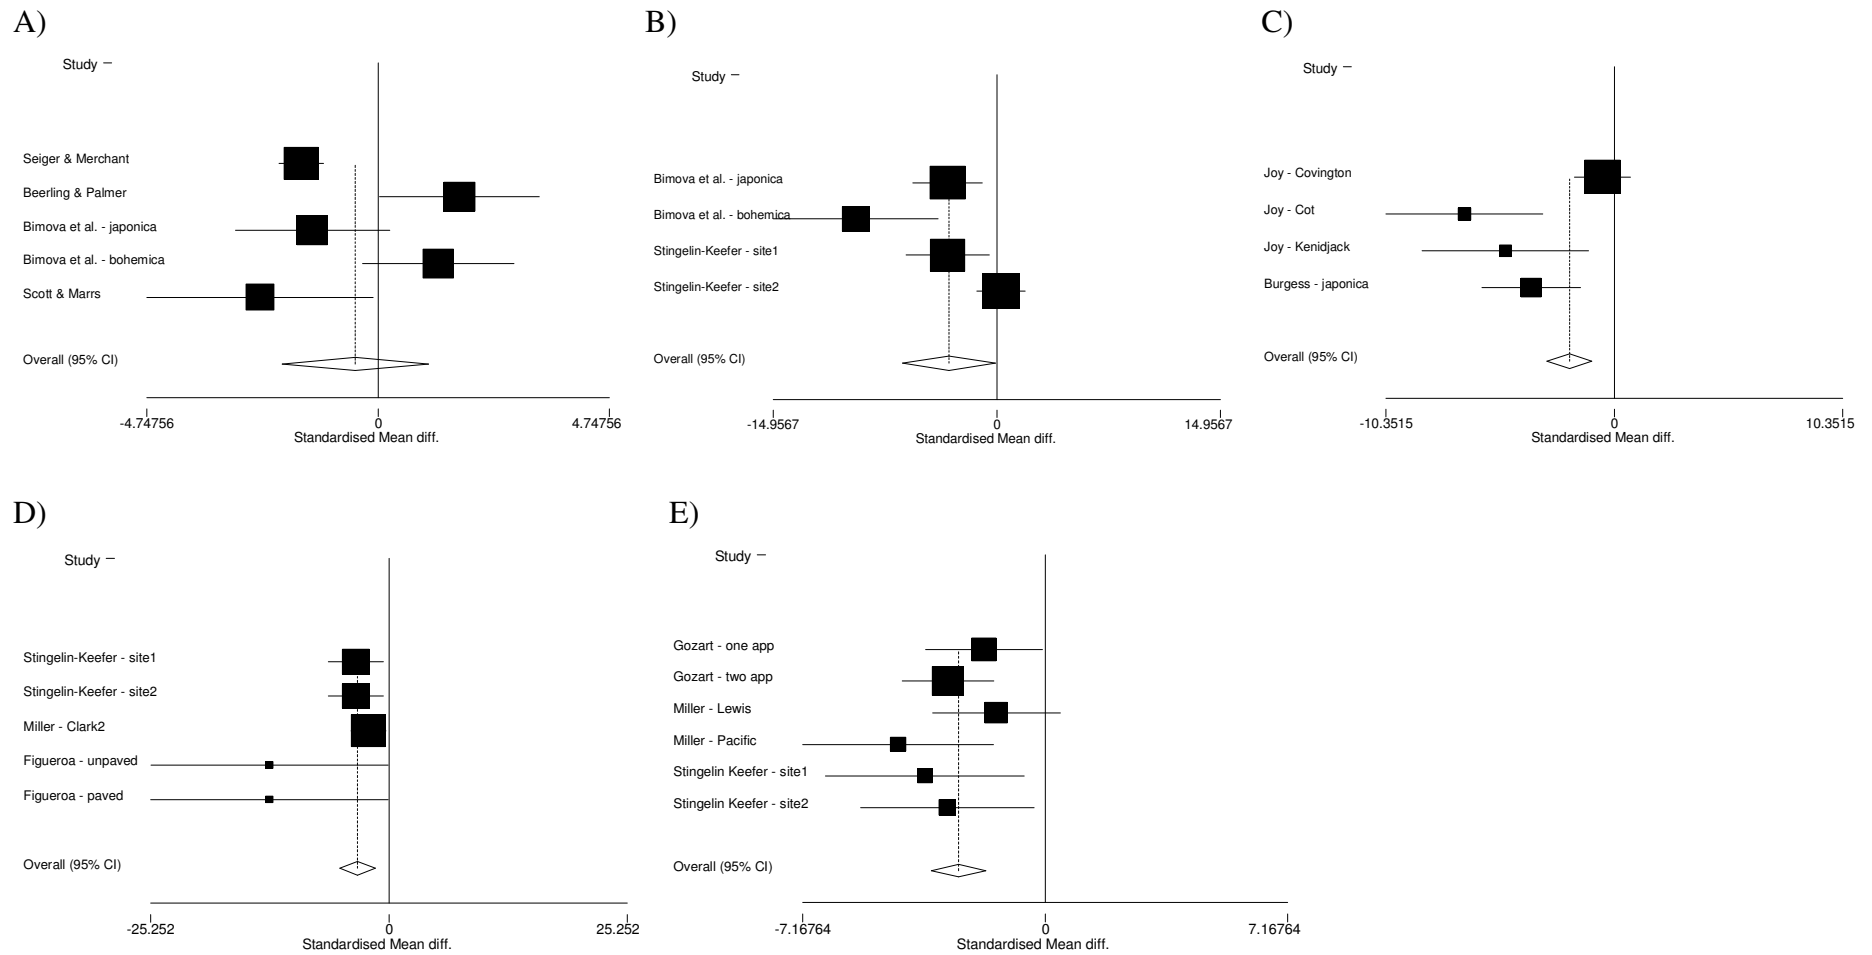 A)
Study
Seiger & Merchant
Beerling & Palmer
Bimova et al. - japonica
Bimova et al. - bohemica
Scott & Marrs
Overall (95% CI)
-4.74756
0
4.74756
Standardised Mean diff.
B)
Study
Bimova et al. - japonica
Bimova et al. - bohemica
Stingelin-Keefer - site1
Stingelin-Keefer - site2
Overall (95% CI)
-14.9567
0
14.9567
Standardised Mean diff.
C)
Study
Joy - Covington
Joy - Cot
Joy - Kenidjack
Burgess - japonica
Overall (95% CI)
-10.3515
0
10.3515
Standardised Mean diff.
D)
Study
Stingelin-Keefer - site1
Stingelin-Keefer - site2
Miller - Clark2
Figueroa - unpaved
Figueroa - paved
Overall (95% CI)
-25.252
0
25.252
Standardised Mean diff.
E)
Study
Gozart - one app
Gozart - two app
Miller - Lewis
Miller - Pacific
Stingelin Keefer - site1
Stingelin Keefer - site2
Overall (95% CI)
-7.16764
0
7.16764
Standardised Mean diff.